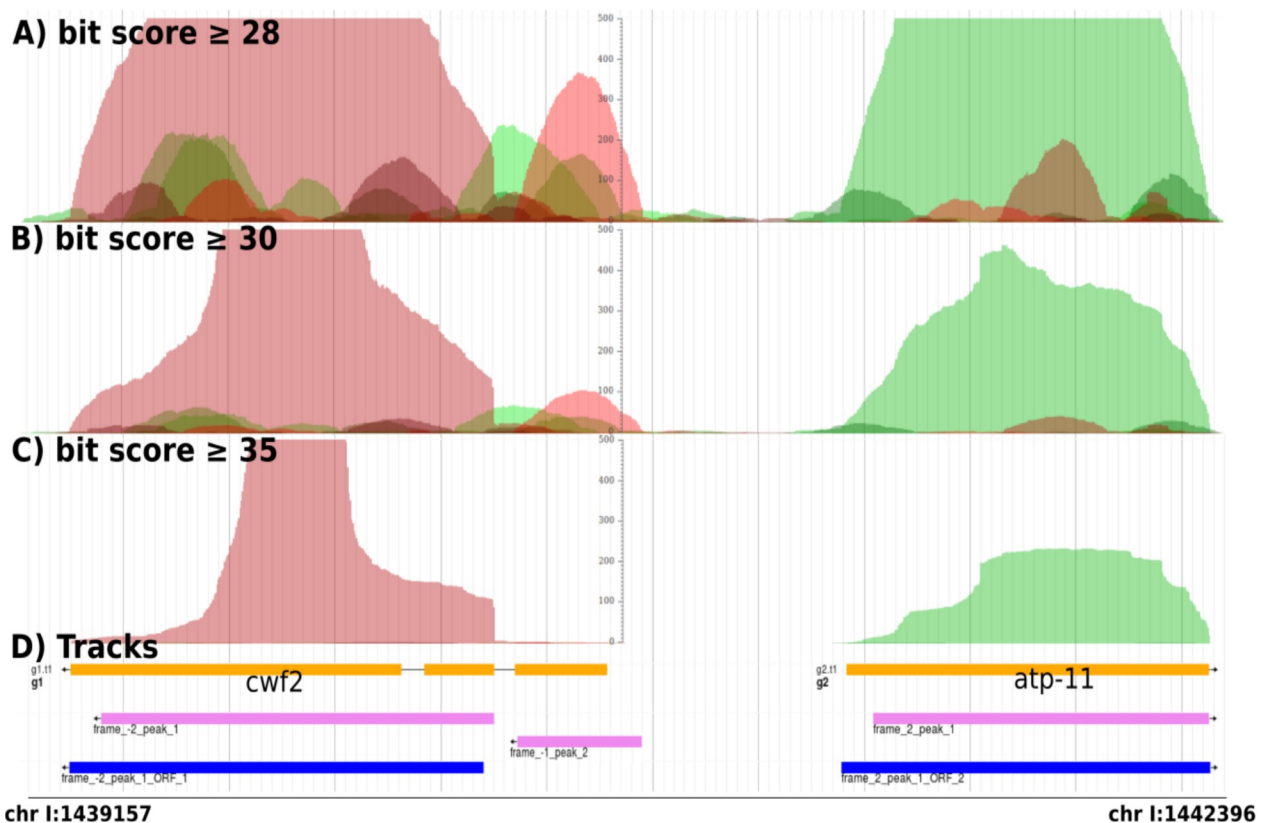 A) bit score ≥ 28
500
400
300
200
100
0
B) bit score ≥ 30
500
400
300
200
100
0
C) bit score ≥ 35
500
400
300
200
100
0
D) Tracks
g1.t1
g1
cwf2
g2.t1
g2
atp-11
frame_-2_peak_1
frame_2_peak_1
frame_-1_peak_2
frame_-2_peak_1_ORF_1
frame_2_peak_1_ORF_2
chr I:1439157
chr I:1442396